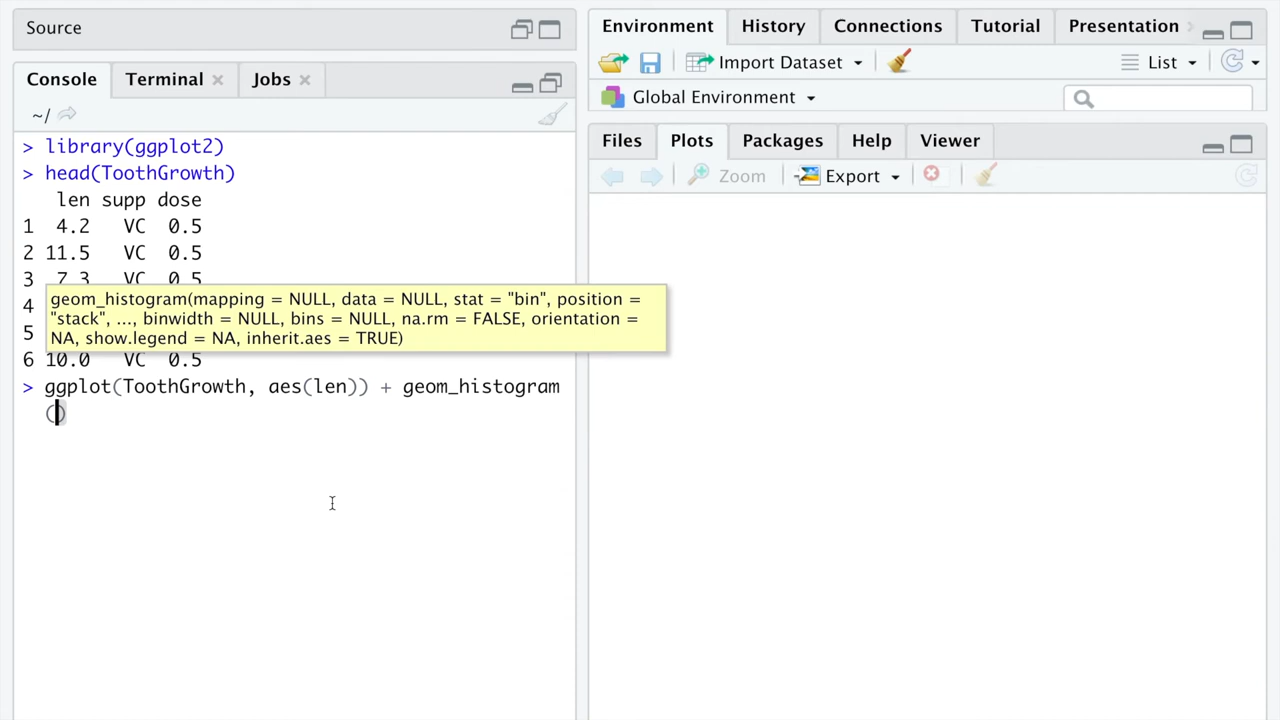 Source
Console Terminal Jobs
~/
> library(ggplot2)
> head(ToothGrowth)
len supp dose
1 4.2 VC 0.5
2 11.5 VC 0.5
3 7.3 VC 0.5
4
5
geom_histogram(mapping = NULL, data = NULL, stat = "bin", position =
"stack", ..., binwidth = NULL, bins = NULL, na.rm = FALSE, orientation =
NA, show.legend = NA, inherit.aes = TRUE)
6 10.0 VC 0.5
> ggplot(ToothGrowth, aes(len)) + geom_histogram
()
Environment History Connections Tutorial Presentation
Import Dataset List
Global Environment
Files Plots Packages Help Viewer
Zoom Export